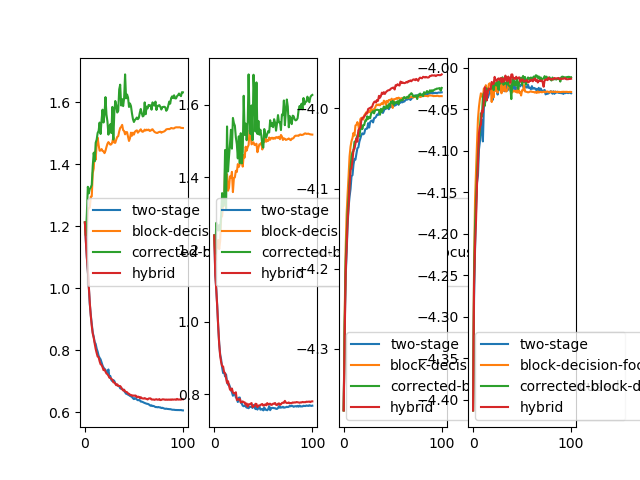 1.6
1.4
1.2
1.0
0.8
0.6
0
100
two-stage
block-decis
corrected-b
hybrid
1.6
1.4
1.2
1.0
0.8
0
100
two-stage
block-decis
corrected-b
hybrid
−4.0
−4.1
−4.2
−4.3
0
100
two-stage
block-decis
corrected-b
hybrid
−4.00
−4.05
−4.10
−4.15
−4.20
−4.25
−4.30
−4.35
−4.40
0
100
two-stage
block-decision-foc
corrected-block-d
hybrid